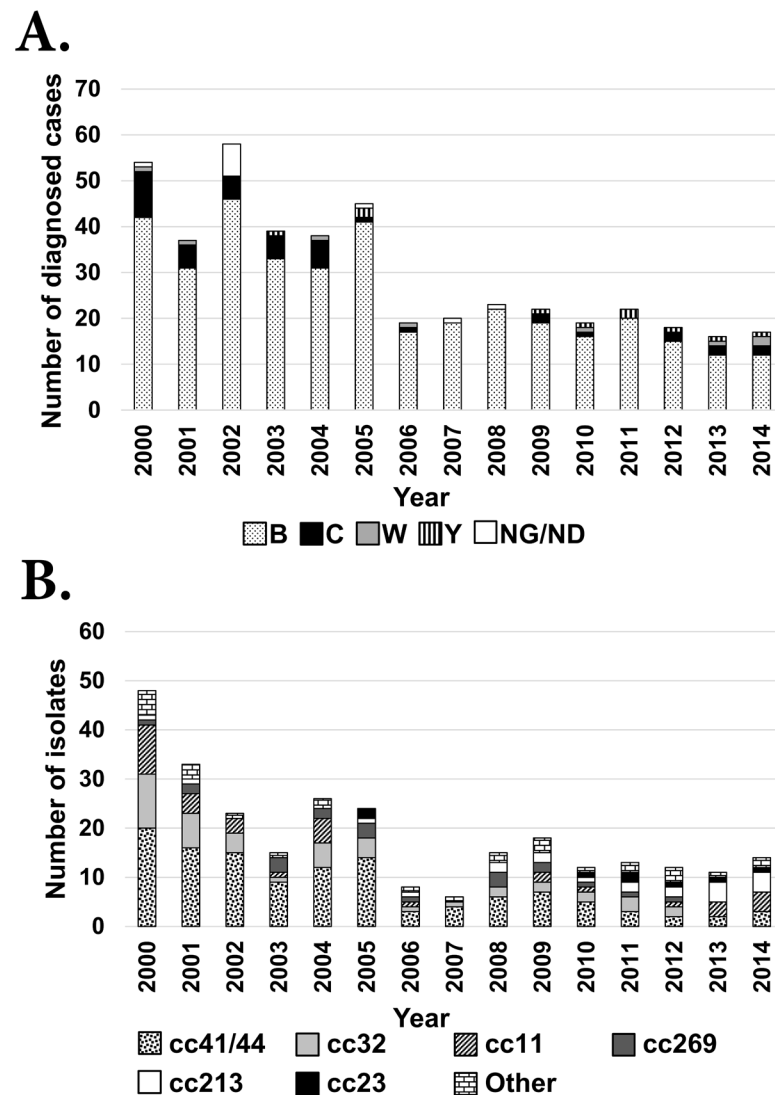 A.
Number of diagnosed cases
70
60
50
40
30
20
10
0
2000 2001 2002 2003 2004 2005 2006 2007 2008 2009 2010 2011 2012 2013 2014
Year
B C W Y NG/ND
B.
Number of isolates
60
50
40
30
20
10
0
2000 2001 2002 2003 2004 2005 2006 2007 2008 2009 2010 2011 2012 2013 2014
Year
cc41/44 cc32 cc11 cc269
cc213 cc23 Other